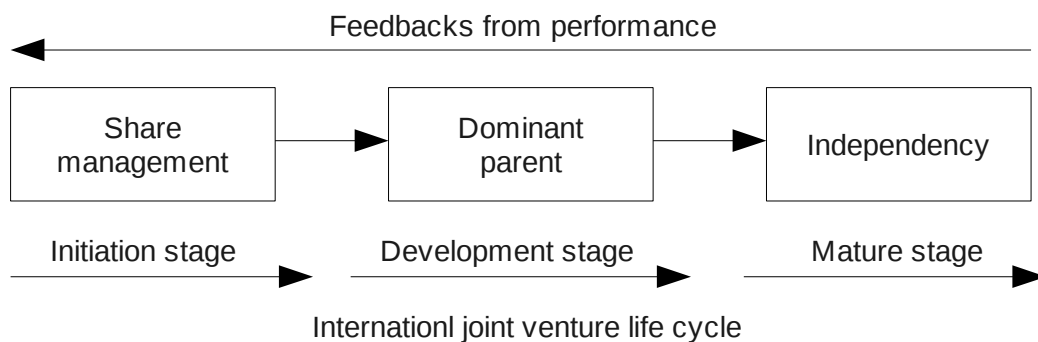 Feedbacks from performance
Share
management
Dominant
parent
Independency
Initiation stage
Development stage
Mature stage
Internationl joint venture life cycle